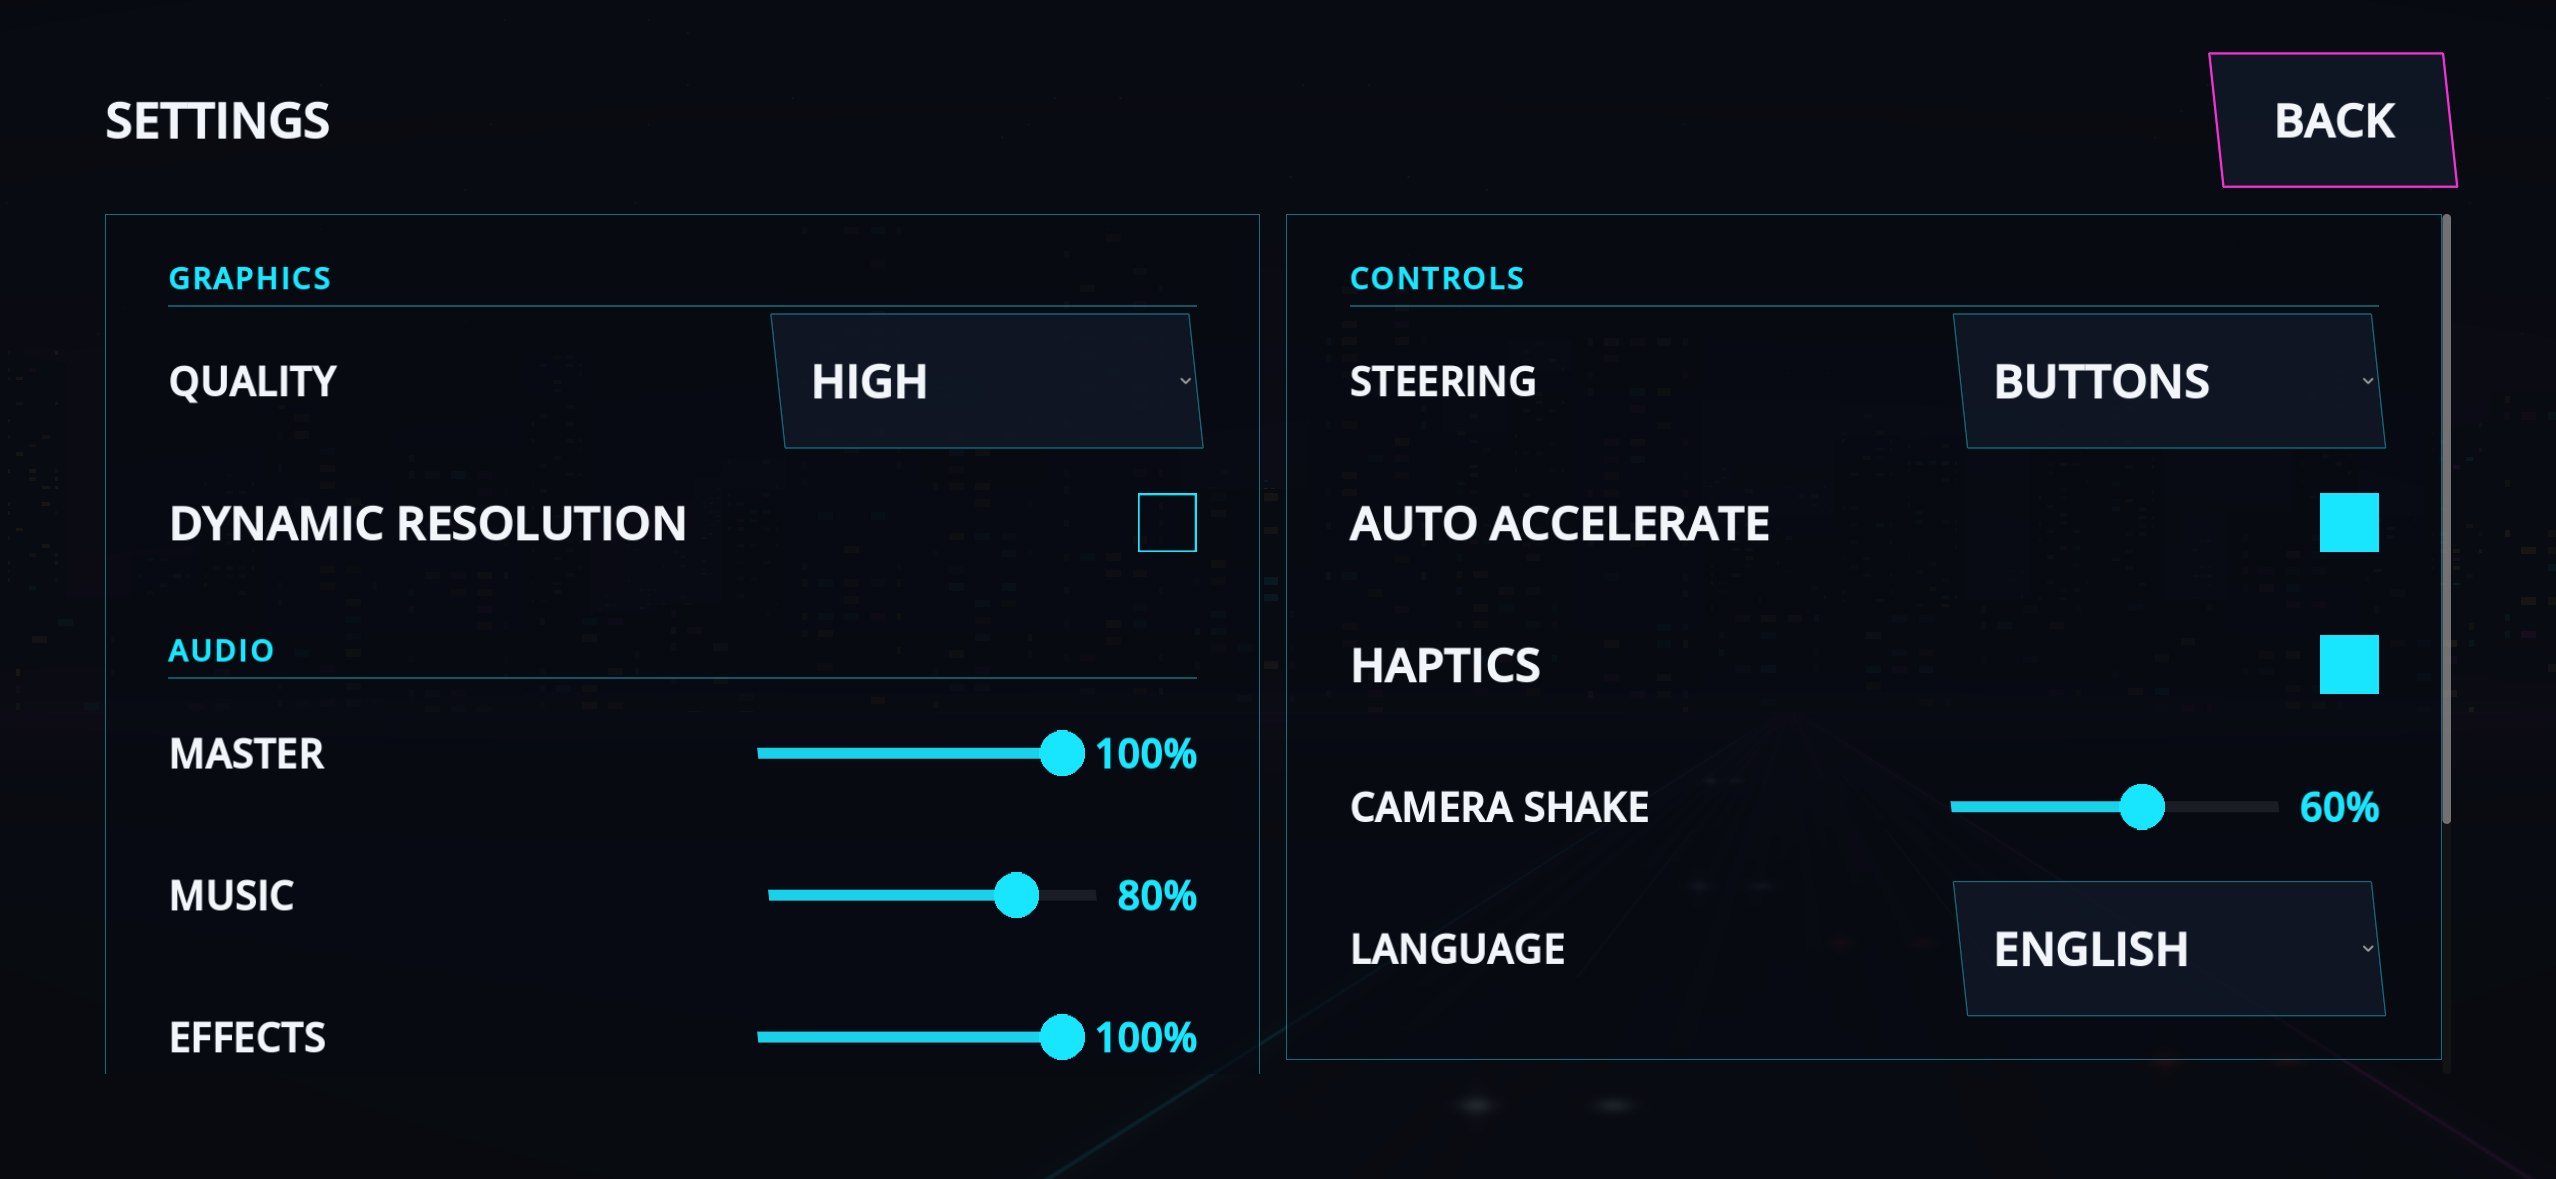 SETTINGS
BACK
GRAPHICS
QUALITY
HIGH
DYNAMIC RESOLUTION
AUDIO
MASTER
100%
MUSIC
80%
EFFECTS
100%
CONTROLS
STEERING
BUTTONS
AUTO ACCELERATE
HAPTICS
CAMERA SHAKE
60%
LANGUAGE
ENGLISH